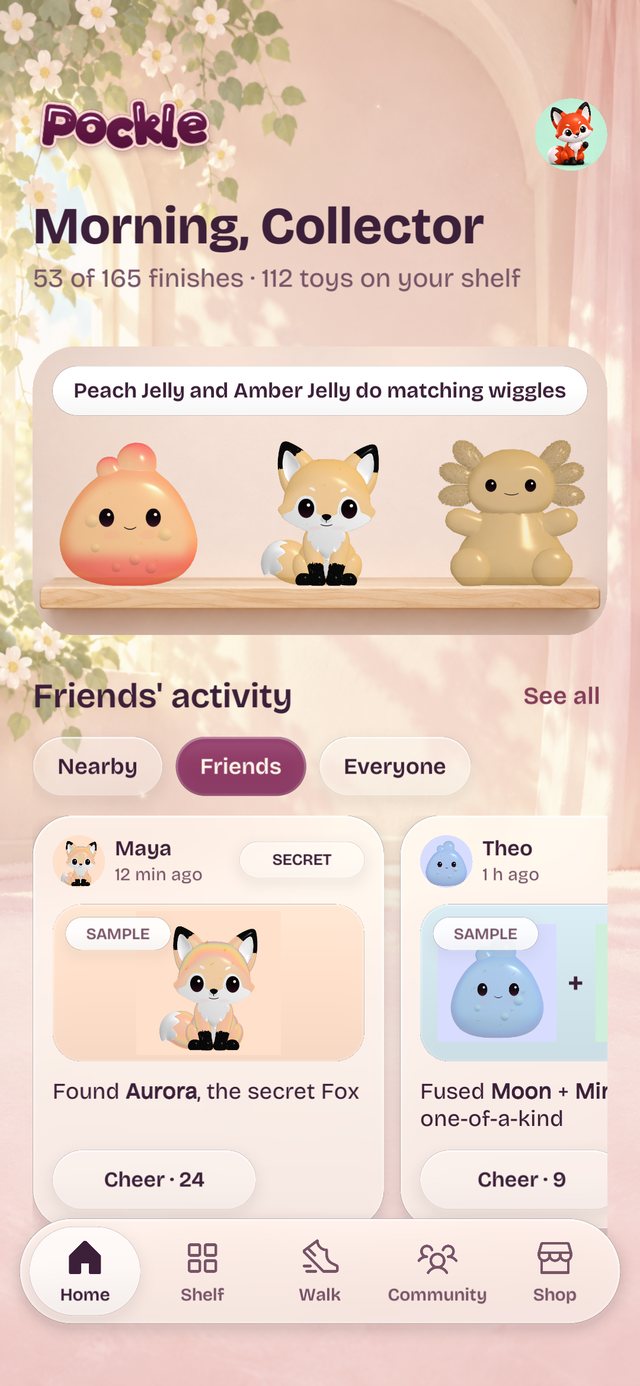 Pockle
Morning, Collector
53 of 165 finishes · 112 toys on your shelf
Peach Jelly and Amber Jelly do matching wiggles
Friends' activity
See all
Nearby
Friends
Everyone
Maya
12 min ago
SECRET
SAMPLE
Found Aurora, the secret Fox
Cheer · 24
Theo
1 h ago
SAMPLE
+
Fused Moon + Mir
one-of-a-kind
Cheer · 9
Home
Shelf
Walk
Community
Shop